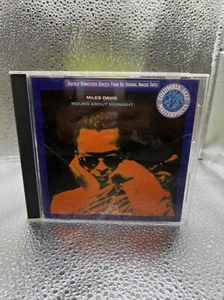 DIGITALLY REMASTERED DIRECTLY FROM THE ORIGINAL ANALOG TAPES
COLUMBIA JAZZ
MASTERPIECES
MILES DAVIS
'ROUND ABOUT MIDNIGHT